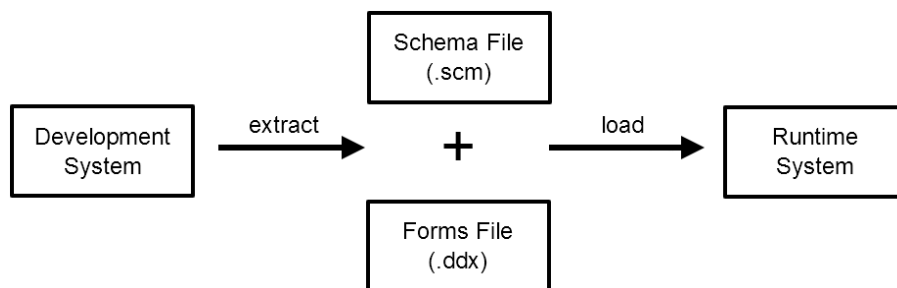 Schema File
(.scm)
Development
System
extract
+
load
Runtime
System
Forms File
(.ddx)